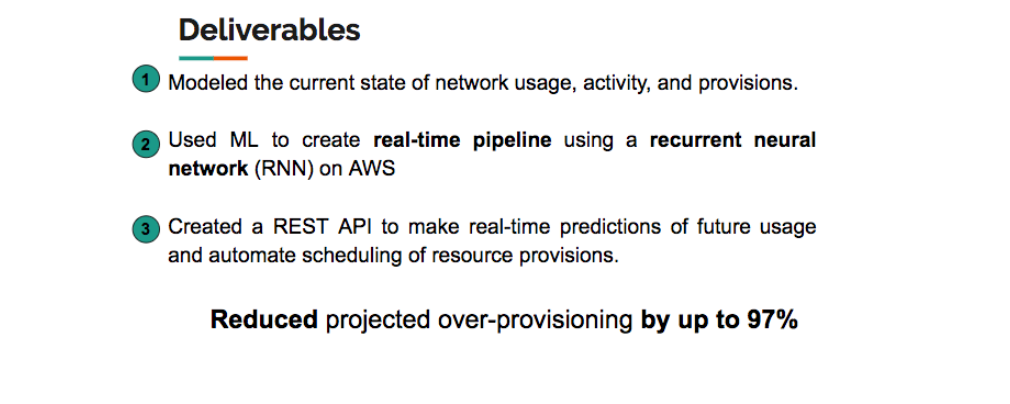 Deliverables
1 Modeled the current state of network usage, activity, and provisions.
2 Used ML to create real-time pipeline using a recurrent neural
network (RNN) on AWS
3 Created a REST API to make real-time predictions of future usage
and automate scheduling of resource provisions.
Reduced projected over-provisioning by up to 97%